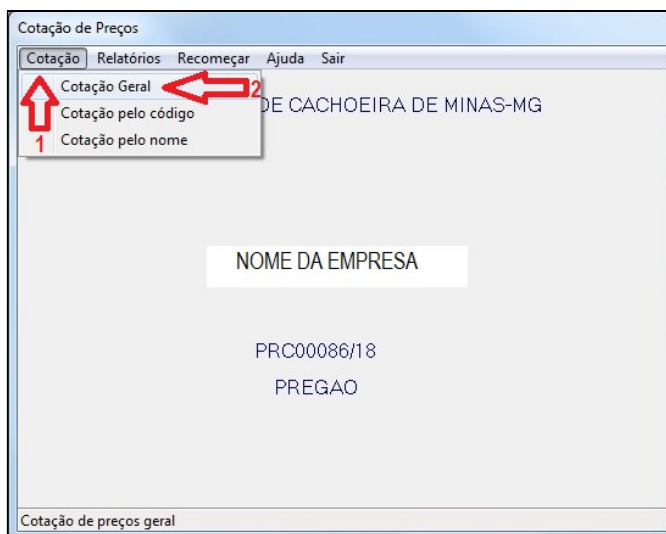 Cotação de Preços
Cotação Relatórios Recomeçar Ajuda Sair
Cotação Geral 2
DE CACHOEIRA DE MINAS-MG
Cotação pelo código
1 Cotação pelo nome
NOME DA EMPRESA
PRC00086/18
PREGAO
Cotação de preços geral